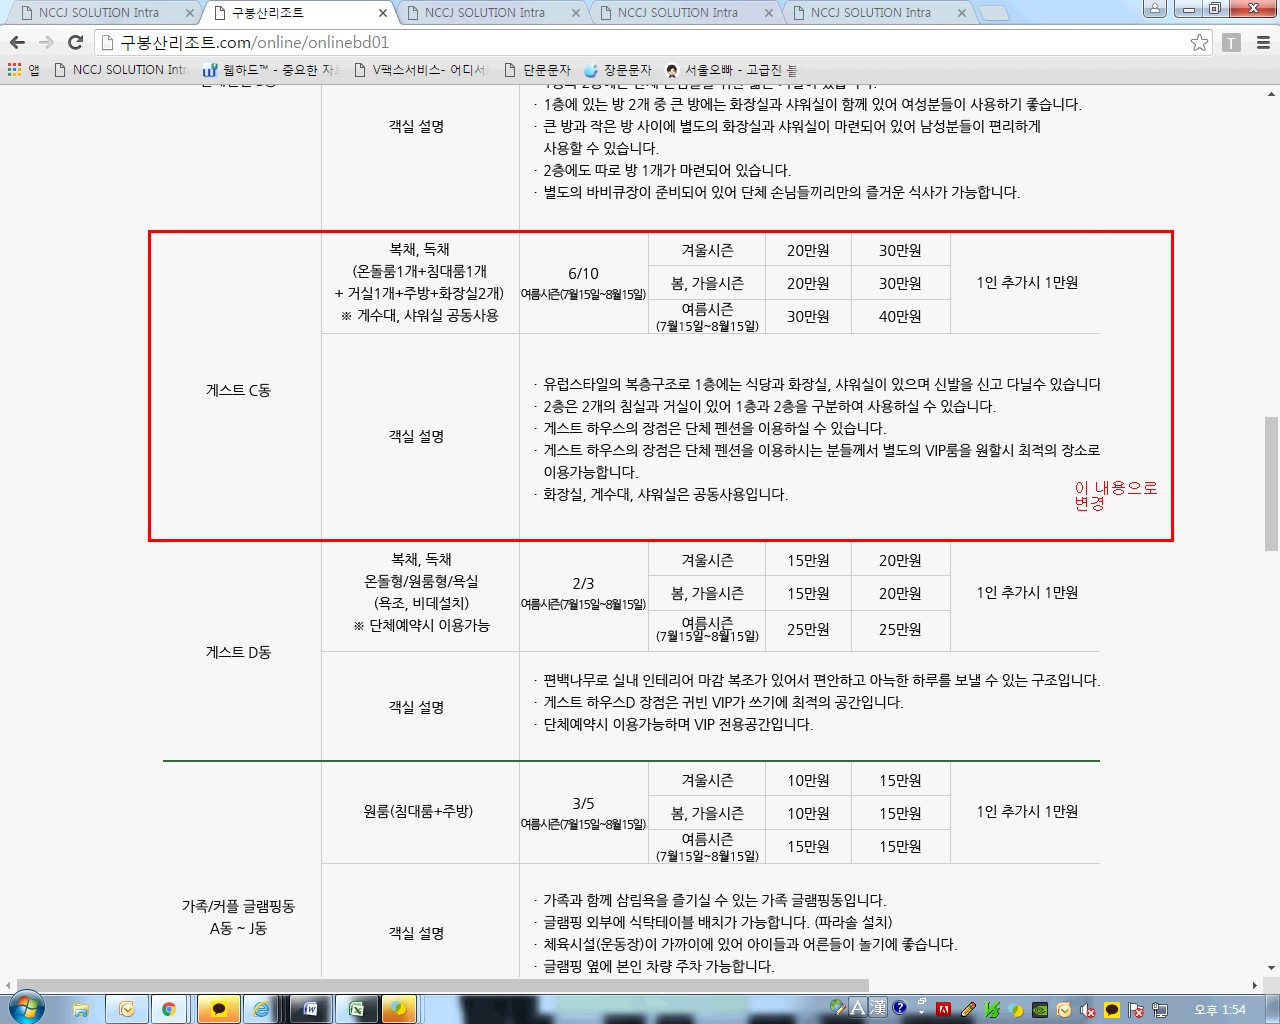 NCCJ SOLUTION Intra
구봉산리조트
NCCJ SOLUTION Intra
NCCJ SOLUTION Intra
NCCJ SOLUTION Intra
구봉산리조트.com/online/onlinebd01
앱
NCCJ SOLUTION Intr
웹하드™ - 중요한 자
V팩스서비스- 어디서
단문문자
장문문자
서울오빠 - 고급진 블
객실 설명
· 1층에 있는 방 2개 중 큰 방에는 화장실과 샤워실이 함께 있어 여성분들이 사용하기 좋습니다.
· 큰 방과 작은 방 사이에 별도의 화장실과 샤워실이 마련되어 있어 남성분들이 편리하게
사용할 수 있습니다.
· 2층에도 따로 방 1개가 마련되어 있습니다.
· 별도의 바비큐장이 준비되어 있어 단체 손님들끼리만의 즐거운 식사가 가능합니다.
게스트 C동
복채, 독채
(온돌룸1개+침대룸1개
+ 거실1개+주방+화장실2개)
※ 게수대, 샤워실 공동사용
6/10
여름시즌(7월15일~8월15일)
겨울시즌 20만원 30만원
봄, 가을시즌 20만원 30만원
여름시즌
(7월15일~8월15일)
30만원 40만원
1인 추가시 1만원
객실 설명
· 유럽스타일의 복층구조로 1층에는 식당과 화장실, 샤워실이 있으며 신발을 신고 다닐수 있습니다
· 2층은 2개의 침실과 거실이 있어 1층과 2층을 구분하여 사용하실 수 있습니다.
· 게스트 하우스의 장점은 단체 펜션을 이용하실 수 있습니다.
· 게스트 하우스의 장점은 단체 펜션을 이용하시는 분들께서 별도의 VIP룸을 원할시 최적의 장소로
이용가능합니다.
· 화장실, 게수대, 샤워실은 공동사용입니다.
이 내용으로
변경
게스트 D동
복채, 독채
온돌형/원룸형/욕실
(욕조, 비데설치)
※ 단체예약시 이용가능
2/3
여름시즌(7월15일~8월15일)
겨울시즌 15만원 20만원
봄, 가을시즌 15만원 20만원
여름시즌
(7월15일~8월15일)
25만원 25만원
1인 추가시 1만원
객실 설명
· 편백나무로 실내 인테리어 마감 복조가 있어서 편안하고 아늑한 하루를 보낼 수 있는 구조입니다.
· 게스트 하우스D 장점은 귀빈 VIP가 쓰기에 최적의 공간입니다.
· 단체예약시 이용가능하며 VIP 전용공간입니다.
가족/커플 글램핑동
A동 ~ J동
원룸(침대룸+주방)
3/5
여름시즌(7월15일~8월15일)
겨울시즌 10만원 15만원
봄, 가을시즌 10만원 15만원
여름시즌
(7월15일~8월15일)
15만원 15만원
1인 추가시 1만원
객실 설명
· 가족과 함께 삼림욕을 즐기실 수 있는 가족 글램핑동입니다.
· 글램핑 외부에 식탁테이블 배치가 가능합니다. (파라솔 설치)
· 체육시설(운동장)이 가까이에 있어 아이들과 어른들이 놀기에 좋습니다.
· 글램핑 옆에 본인 차량 주차 가능합니다.
A 漢
오후 1:54